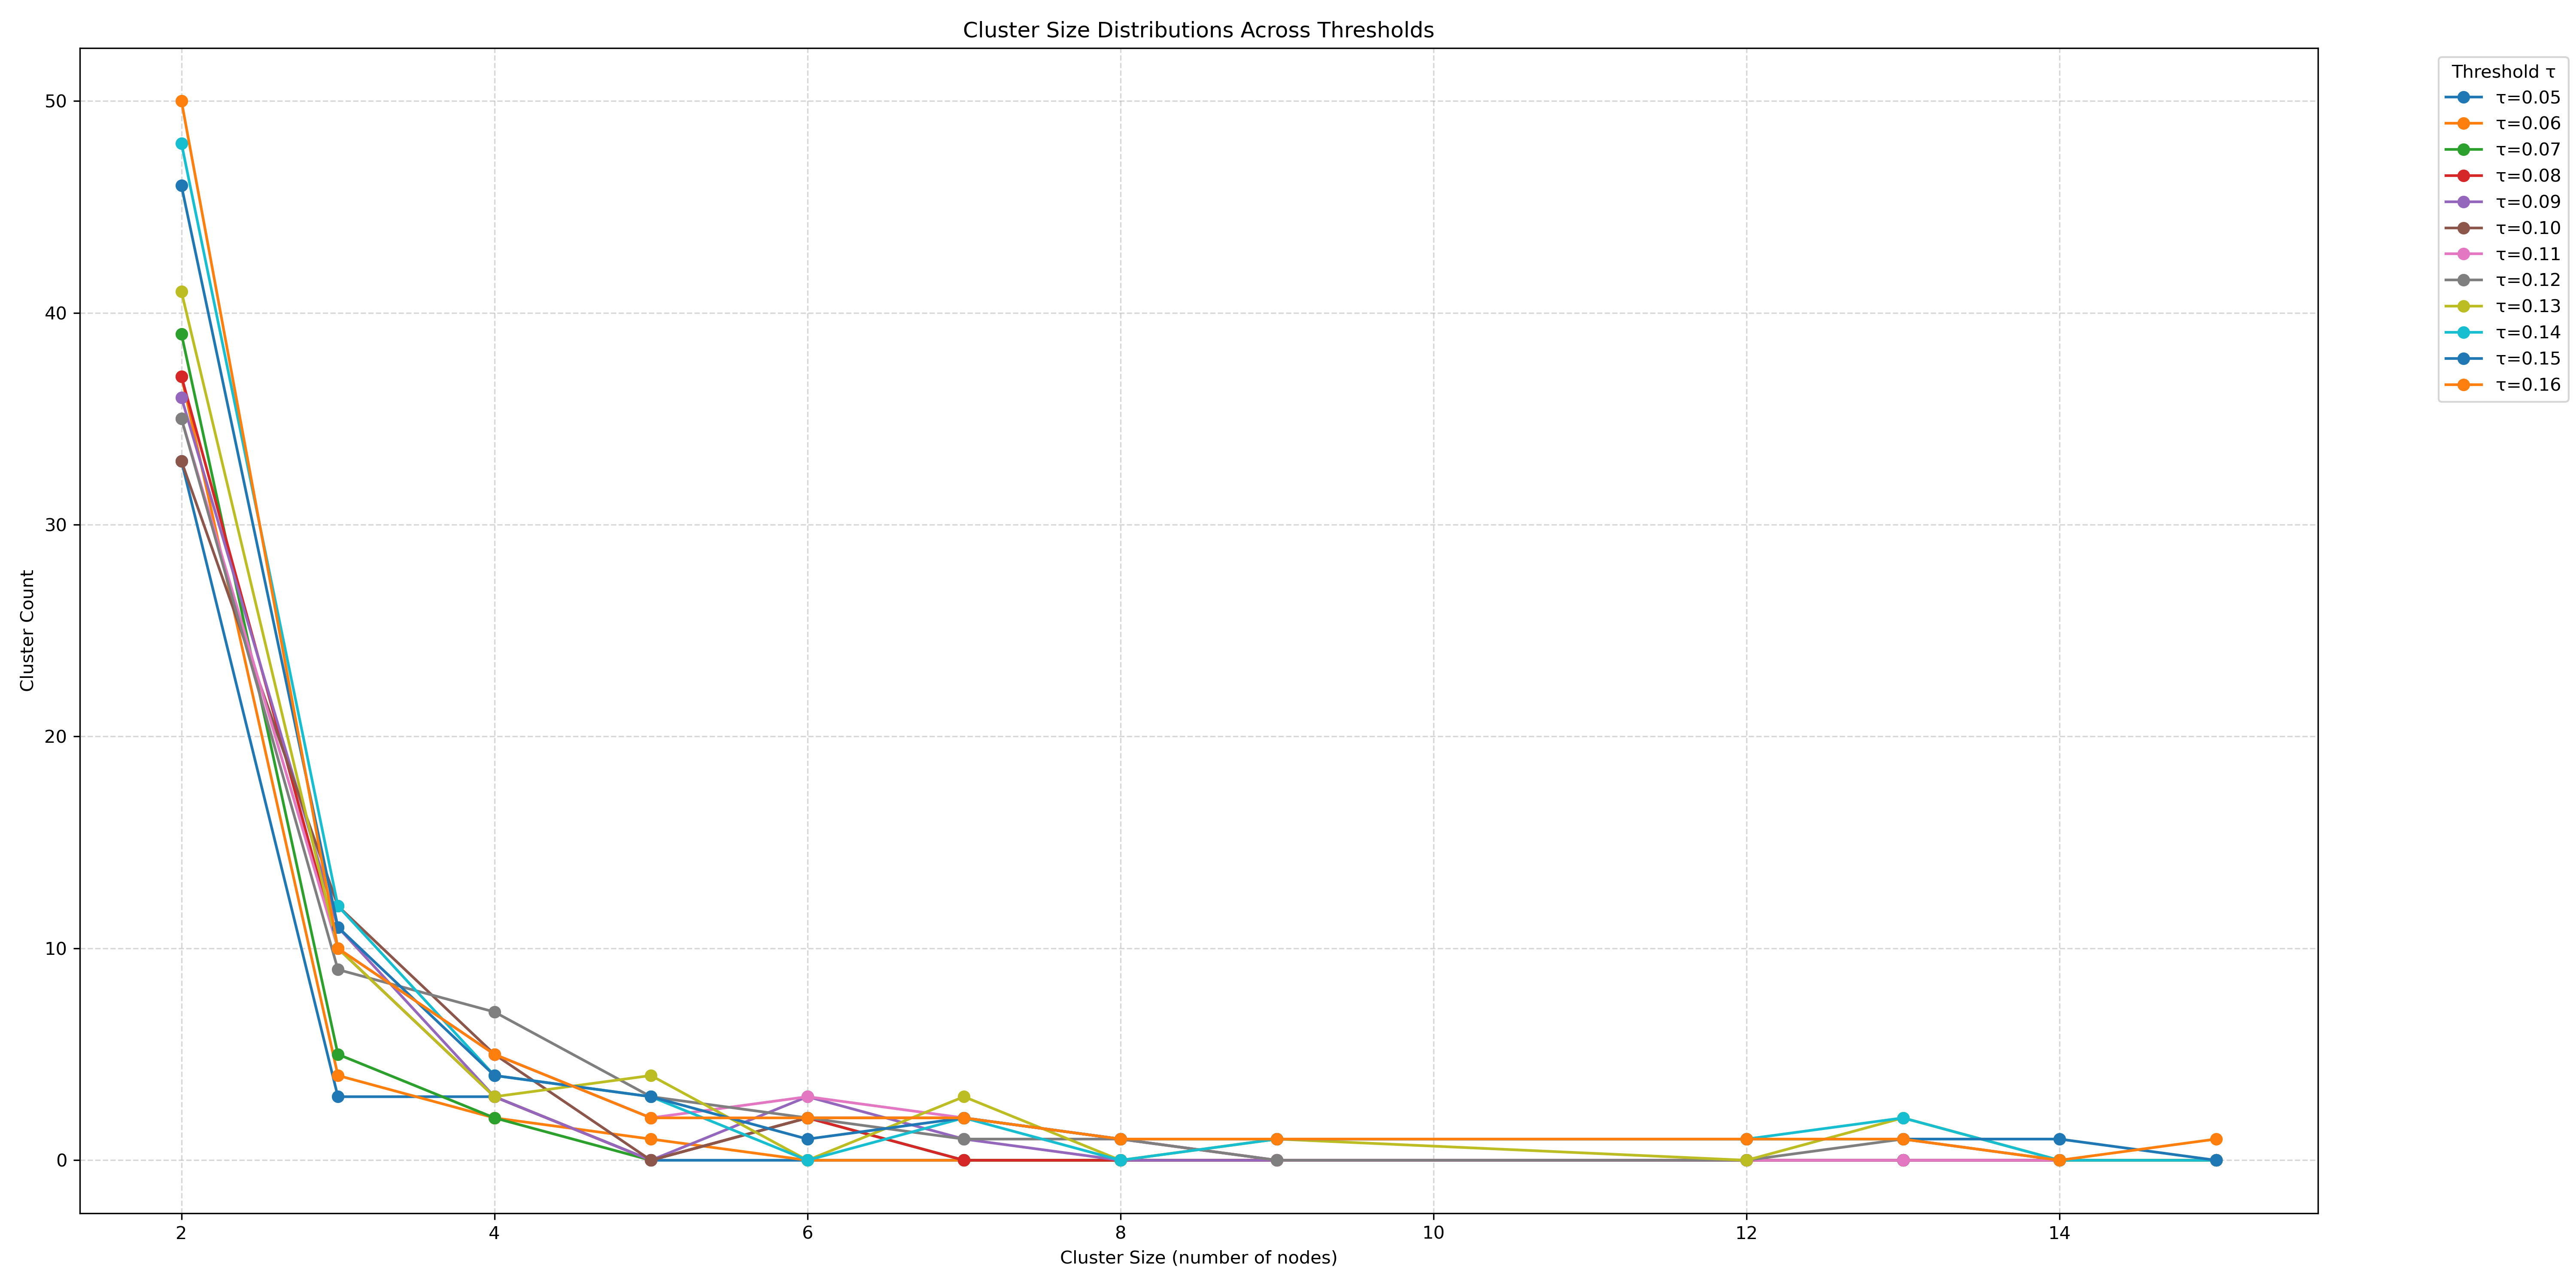 Cluster Size Distributions Across Thresholds
Threshold τ
τ=0.05
τ=0.06
τ=0.07
τ=0.08
τ=0.09
τ=0.10
τ=0.11
τ=0.12
τ=0.13
τ=0.14
τ=0.15
τ=0.16
Cluster Count
50
40
30
20
10
0
2 4 6 8 10 12 14
Cluster Size (number of nodes)